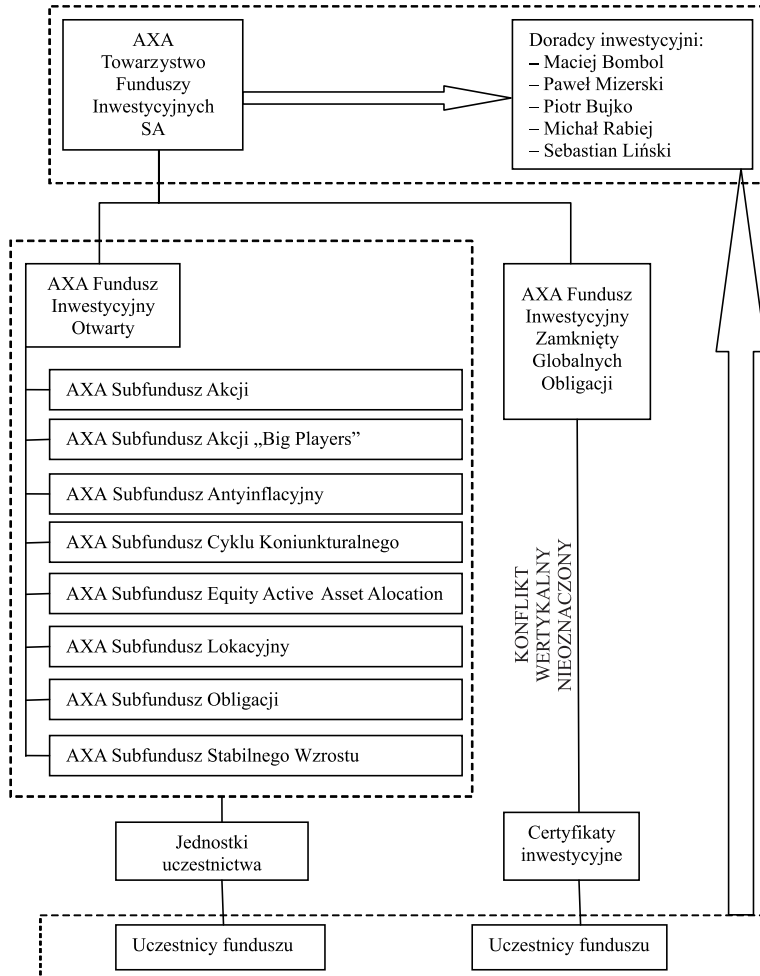 AXA
Towarzystwo
Funduszy
Inwestycyjnych
SA
Doradcy inwestycyjni:
– Maciej Bombol
– Paweł Mizerski
– Piotr Bujko
– Michał Rabiej
– Sebastian Liński
AXA Fundusz
Inwestycyjny
Otwarty
AXA Subfundusz Akcji
AXA Subfundusz Akcji „Big Players”
AXA Subfundusz Antyinflacyjny
AXA Subfundusz Cyklu Koniunkturalnego
AXA Subfundusz Equity Active Asset Alocation
AXA Subfundusz Lokacyjny
AXA Subfundusz Obligacji
AXA Subfundusz Stabilnego Wzrostu
AXA Fundusz
Inwestycyjny
Zamknięty
Globalnych
Obligacji
KONFLIKT
WERTYKALNY
NIEOZNACZONY
Jednostki
uczestnictwa
Certyfikaty
inwestycyjne
Uczestnicy funduszu
Uczestnicy funduszu